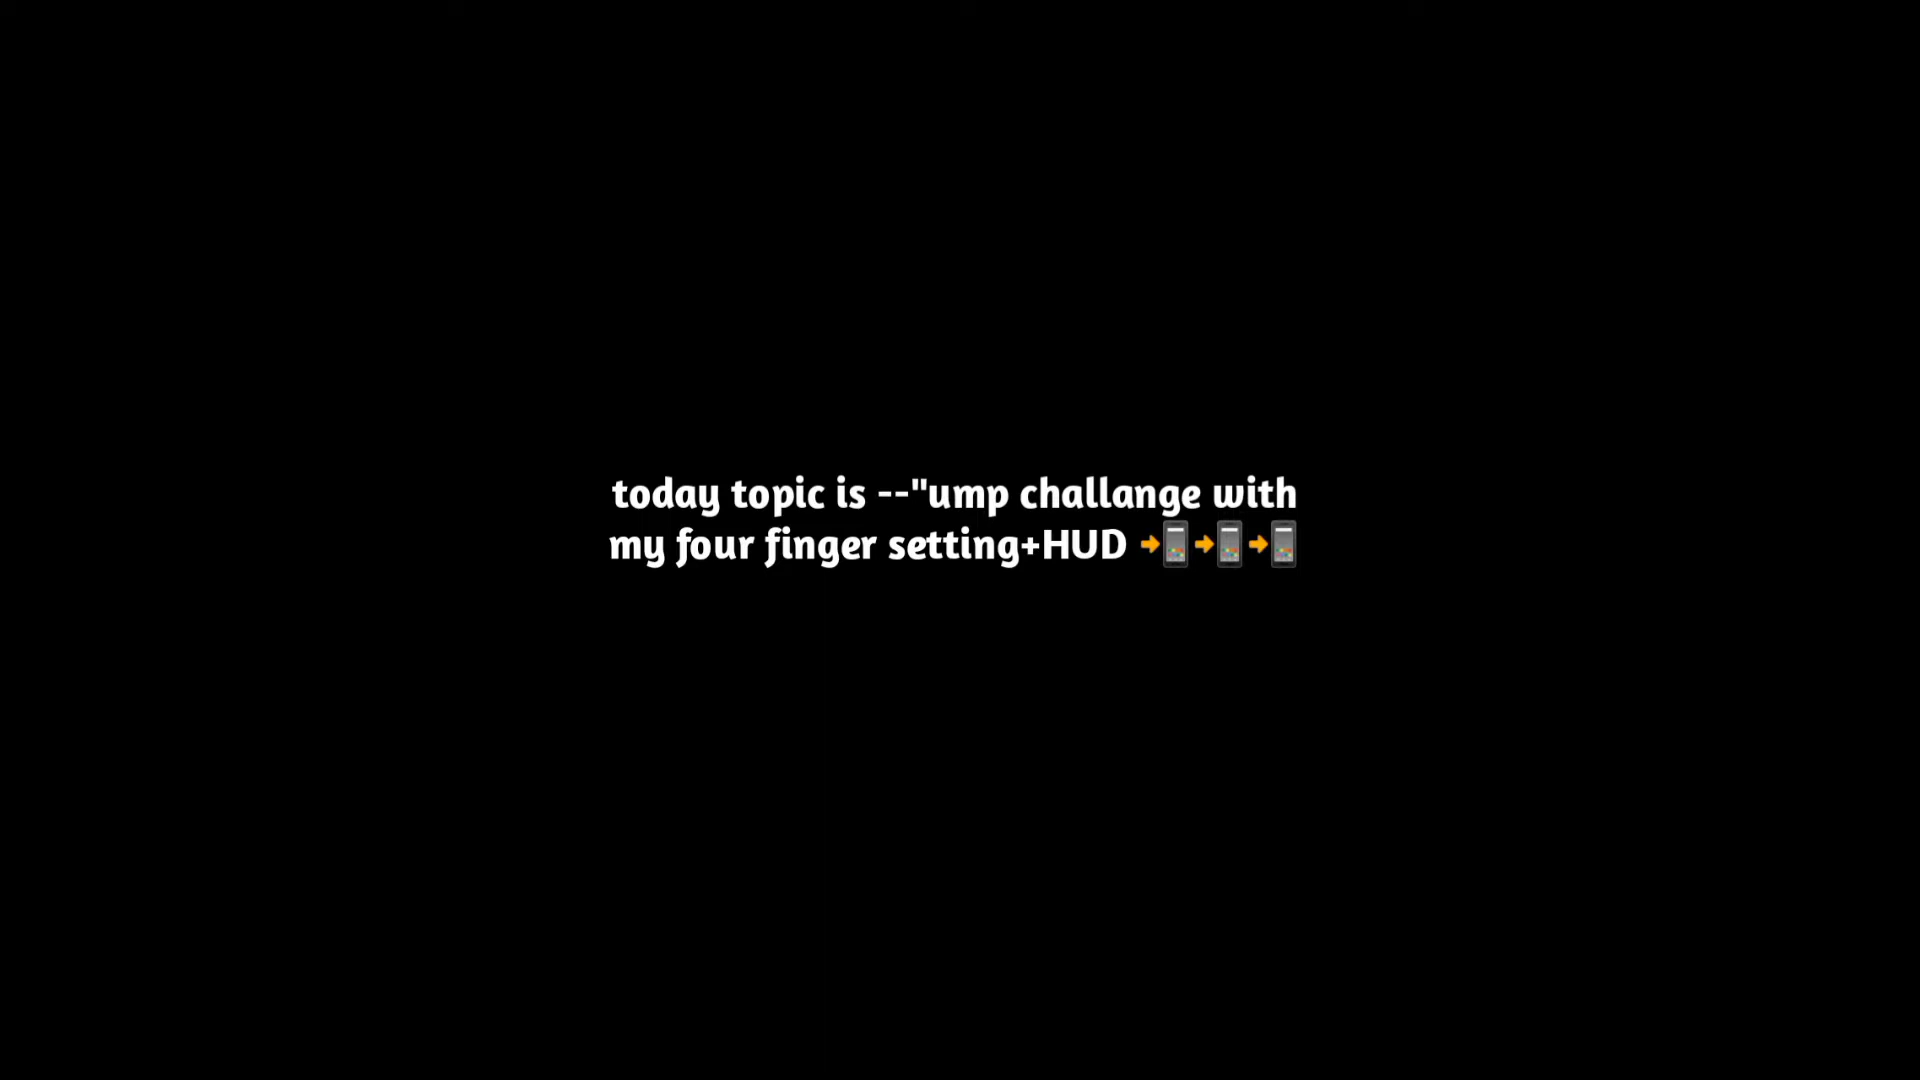 today topic is --"ump challange with
my four finger setting+HUD 📲📲📲